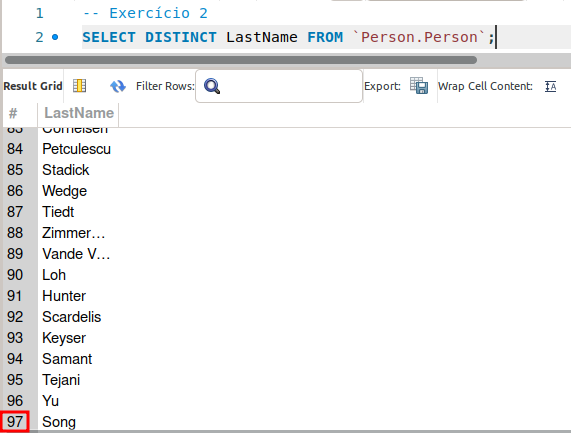 1 -- Exercício 2
2 SELECT DISTINCT LastName FROM `Person.Person`;
Result Grid Filter Rows: Export: Wrap Cell Content: IA
# LastName
83 Cornelsen
84 Petculescu
85 Stadick
86 Wedge
87 Tiedt
88 Zimmer...
89 Vande V...
90 Loh
91 Hunter
92 Scardelis
93 Keyser
94 Samant
95 Tejani
96 Yu
97 Song